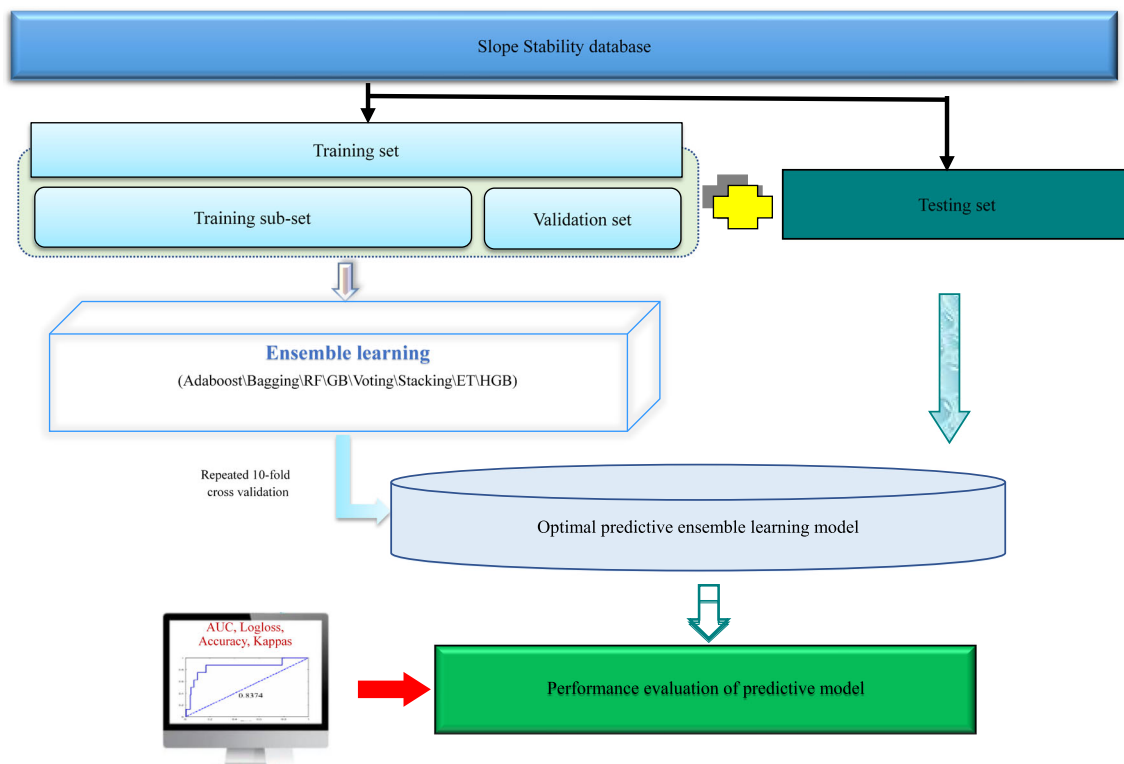 Slope Stability database
Training set
Training sub-set
Validation set
Testing set
Ensemble learning
(Adaboost\Bagging\RF\GB\Voting\Stacking\ET\HGB)
Repeated 10-fold
cross validation
Optimal predictive ensemble learning model
AUC, Logloss,
Accuracy, Kappas
0.8374
Performance evaluation of predictive model